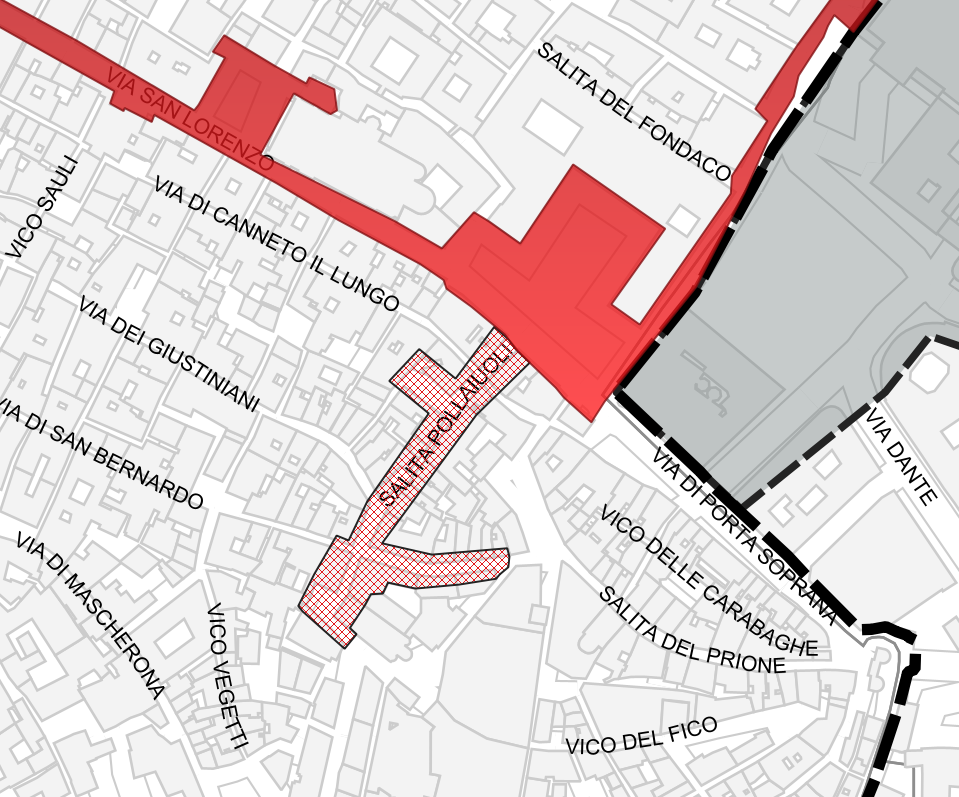 SALITA DEL FONDACO
VIA SAN LORENZO
VICO SAULI
VIA DI CANNETO IL LUNGO
VIA DEI GIUSTINIANI
SALITA POLLAIUOLI
VIA DI SAN BERNARDO
VIA DANTE
VIA DI PORTA SOPRANA
VICO DELLE CARABAGHE
VIA DI MASCHERONA
SALITA DEL PRIONE
VICO VEGETTI
VICO DEL FICO